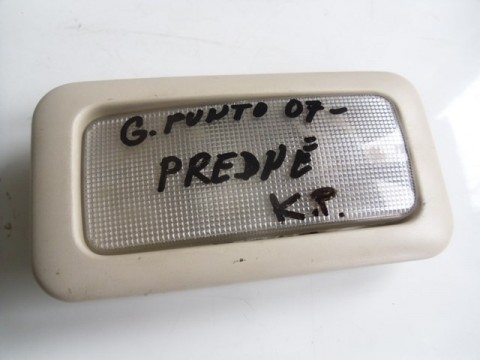 G. PUNTO 07-
PREDNÉ
K.P.